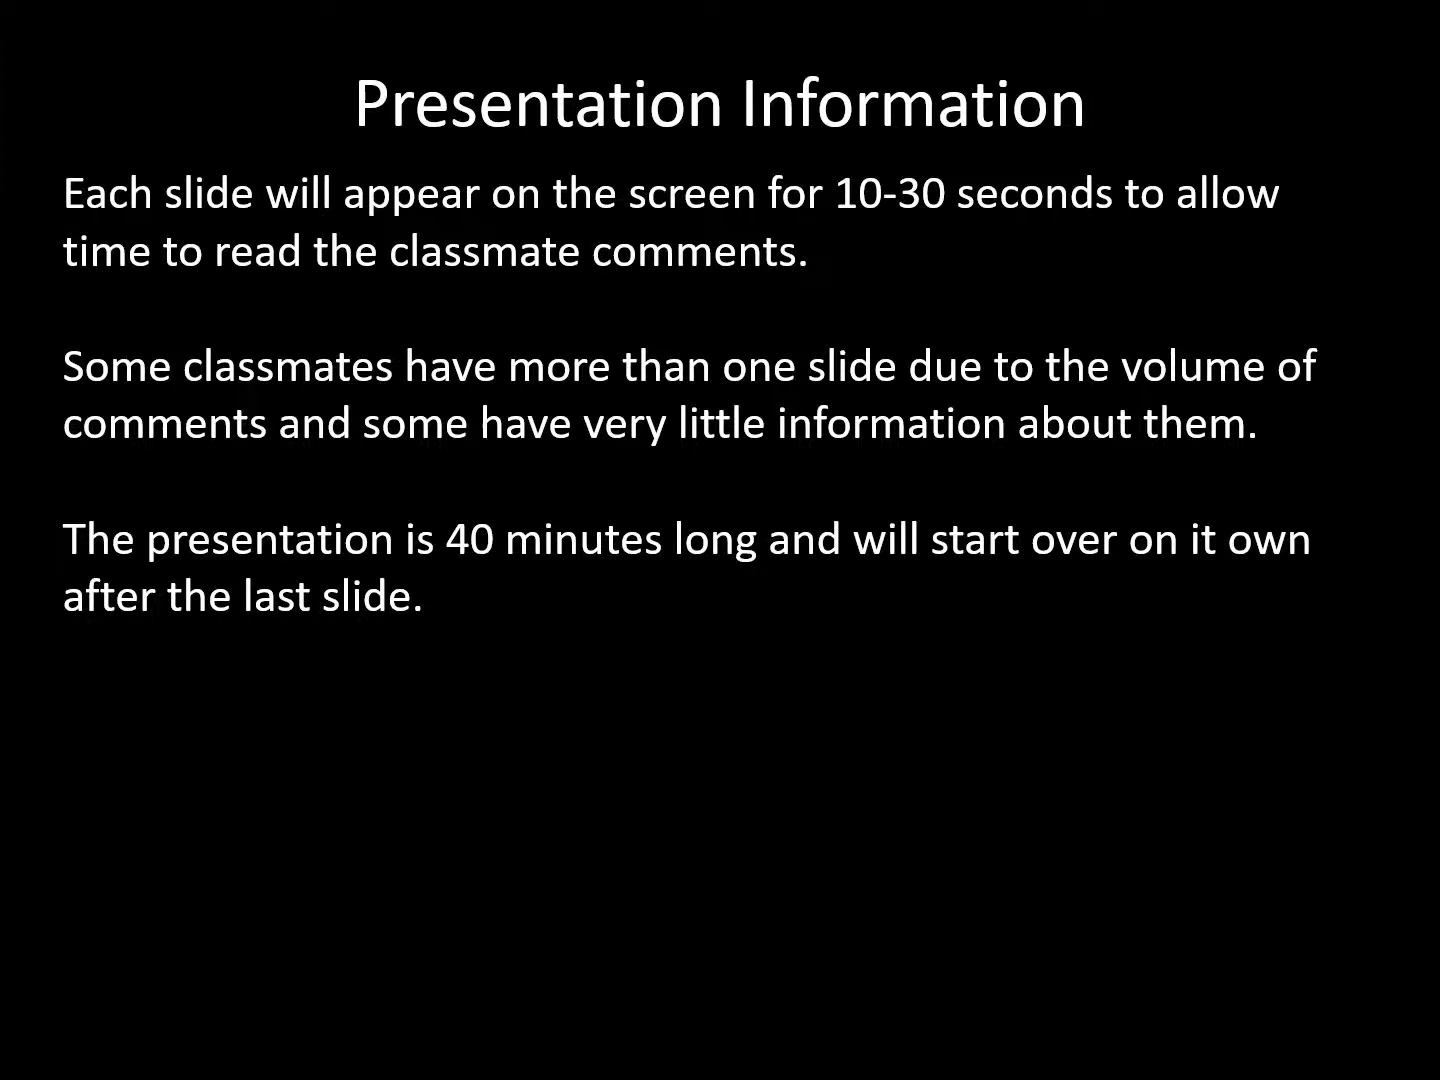 Presentation Information
Each slide will appear on the screen for 10-30 seconds to allow
time to read the classmate comments.
Some classmates have more than one slide due to the volume of
comments and some have very little information about them.
The presentation is 40 minutes long and will start over on it own
after the last slide.